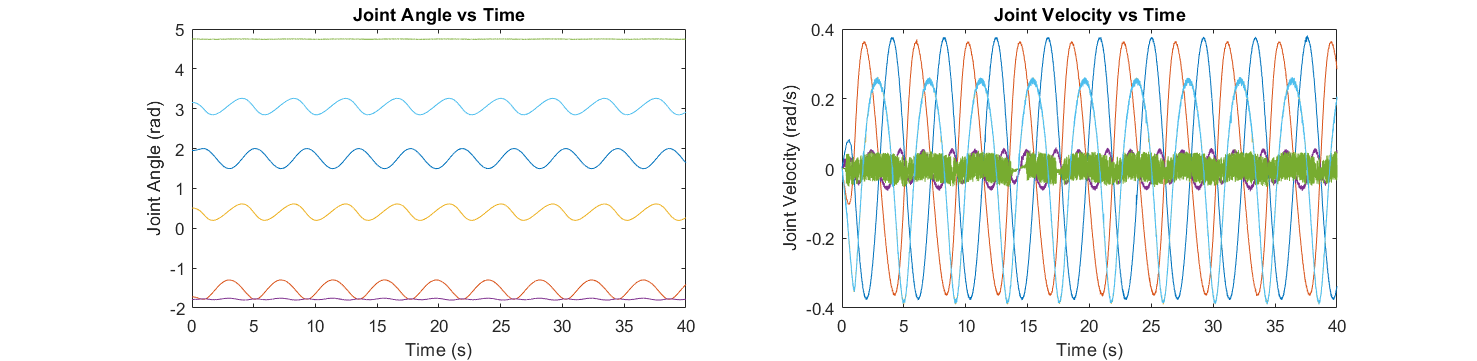 Joint Angle vs Time
5
4
3
2
1
0
-1
-2
Joint Angle (rad)
0 5 10 15 20 25 30 35 40
Time (s)
Joint Velocity vs Time
0.4
0.2
0
-0.2
-0.4
Joint Velocity (rad/s)
0 5 10 15 20 25 30 35 40
Time (s)